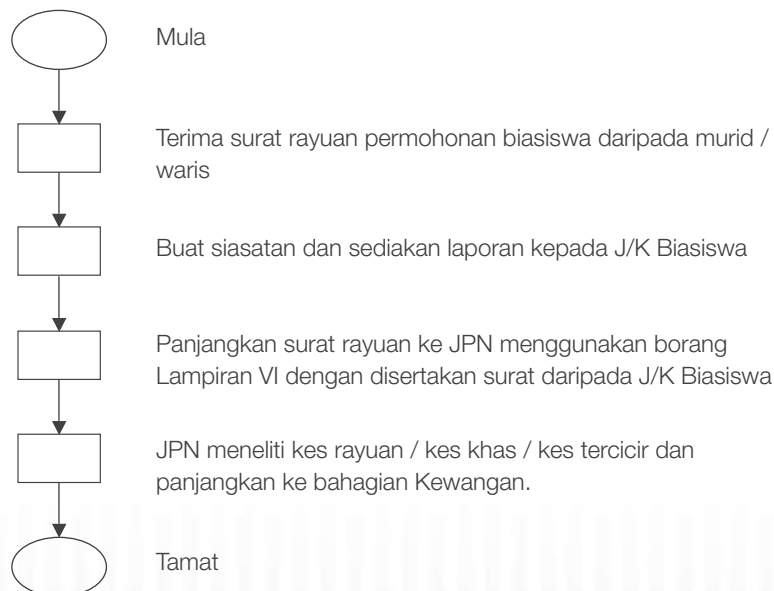 Mula
Terima surat rayuan permohonan biasiswa daripada murid /
waris
Buat siasatan dan sediakan laporan kepada J/K Biasiswa
Panjangkan surat rayuan ke JPN menggunakan borang
Lampiran VI dengan disertakan surat daripada J/K Biasiswa
JPN meneliti kes rayuan / kes khas / kes tercicir dan
panjangkan ke bahagian Kewangan.
Tamat